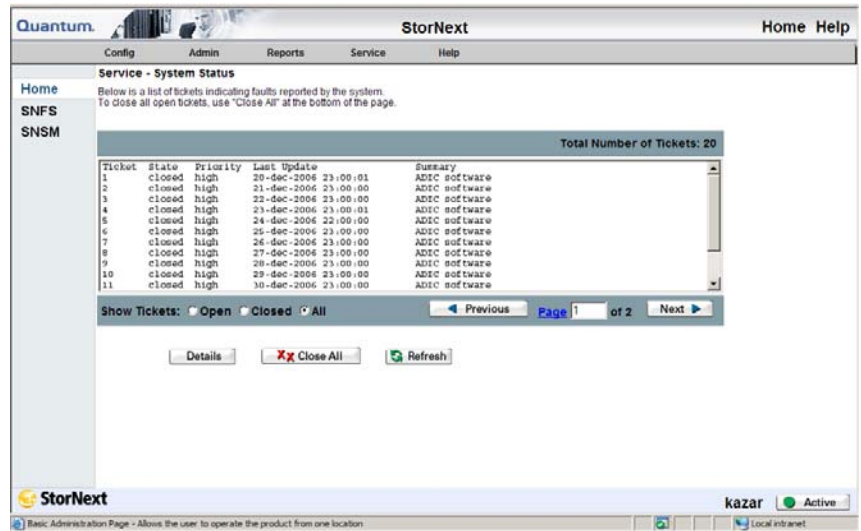 Quantum. StorNext Home Help
Config Admin Reports Service Help
Home
SNFS
SNSM
Service - System Status
Below is a list of tickets indicating faults reported by the system.
To close all open tickets, use "Close All" at the bottom of the page.
Total Number of Tickets: 20
Ticket State Priority Last Update Summary
1 closed high 20-dec-2006 23:00:01 ADIC software
2 closed high 21-dec-2006 23:00:00 ADIC software
3 closed high 22-dec-2006 23:00:00 ADIC software
4 closed high 23-dec-2006 23:00:01 ADIC software
5 closed high 24-dec-2006 22:00:00 ADIC software
6 closed high 25-dec-2006 23:00:00 ADIC software
7 closed high 26-dec-2006 23:00:00 ADIC software
8 closed high 27-dec-2006 23:00:00 ADIC software
9 closed high 28-dec-2006 23:00:00 ADIC software
10 closed high 29-dec-2006 23:00:00 ADIC software
11 closed high 30-dec-2006 23:00:00 ADIC software
Show Tickets: Open Closed All Previous Page 1 of 2 Next
Details Close All Refresh
StorNext kazar Active
Basic Administration Page - Allows the user to operate the product from one location Local intranet